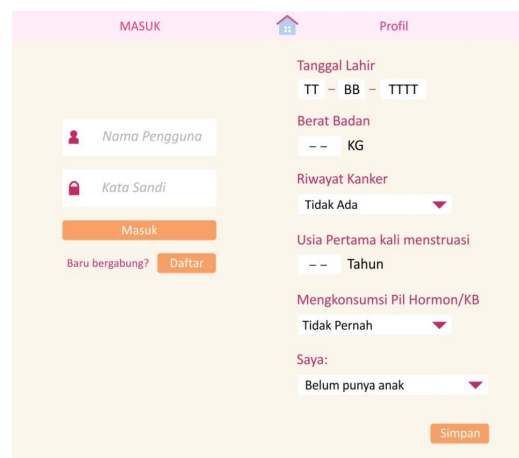 MASUK
Nama Pengguna
Kata Sandi
Masuk
Baru bergabung? Daftar
Profil
Tanggal Lahir
TT – BB – TTTT
Berat Badan
– – KG
Riwayat Kanker
Tidak Ada
Usia Pertama kali menstruasi
– – Tahun
Mengkonsumsi Pil Hormon/KB
Tidak Pernah
Saya:
Belum punya anak
Simpan